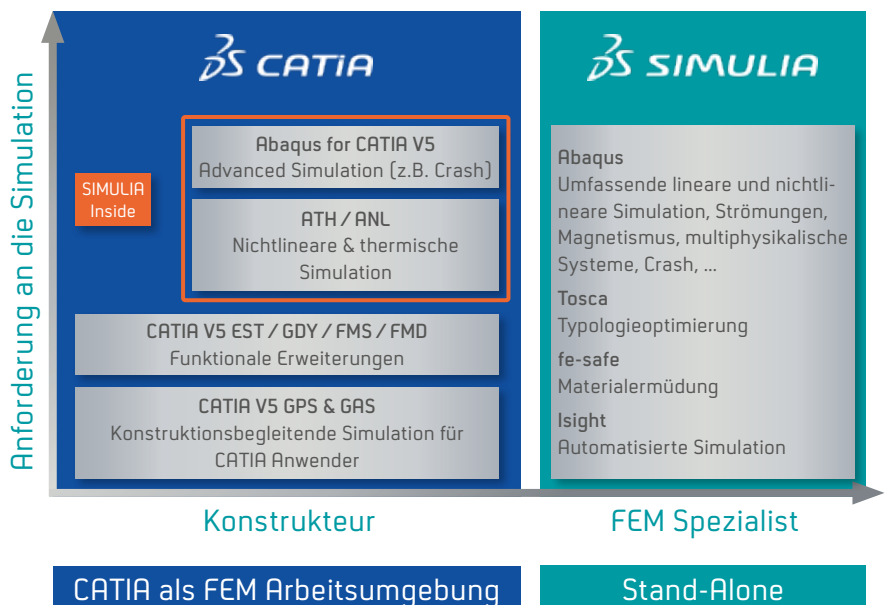 Anforderung an die Simulation
3DS CATIA
SIMULIA
Inside
Abaqus for CATIA V5
Advanced Simulation (z.B. Crash)
ATH / ANL
Nichtlineare & thermische
Simulation
CATIA V5 EST / GDY / FMS / FMD
Funktionale Erweiterungen
CATIA V5 GPS & GAS
Konstruktionsbegleitende Simulation für
CATIA Anwender
3DS SIMULIA
Abaqus
Umfassende lineare und nichtli-
neare Simulation, Strömungen,
Magnetismus, multiphysikalische
Systeme, Crash, ...
Tosca
Typologieoptimierung
fe-safe
Materialermüdung
Isight
Automatisierte Simulation
Konstrukteur
FEM Spezialist
CATIA als FEM Arbeitsumgebung
Stand-Alone